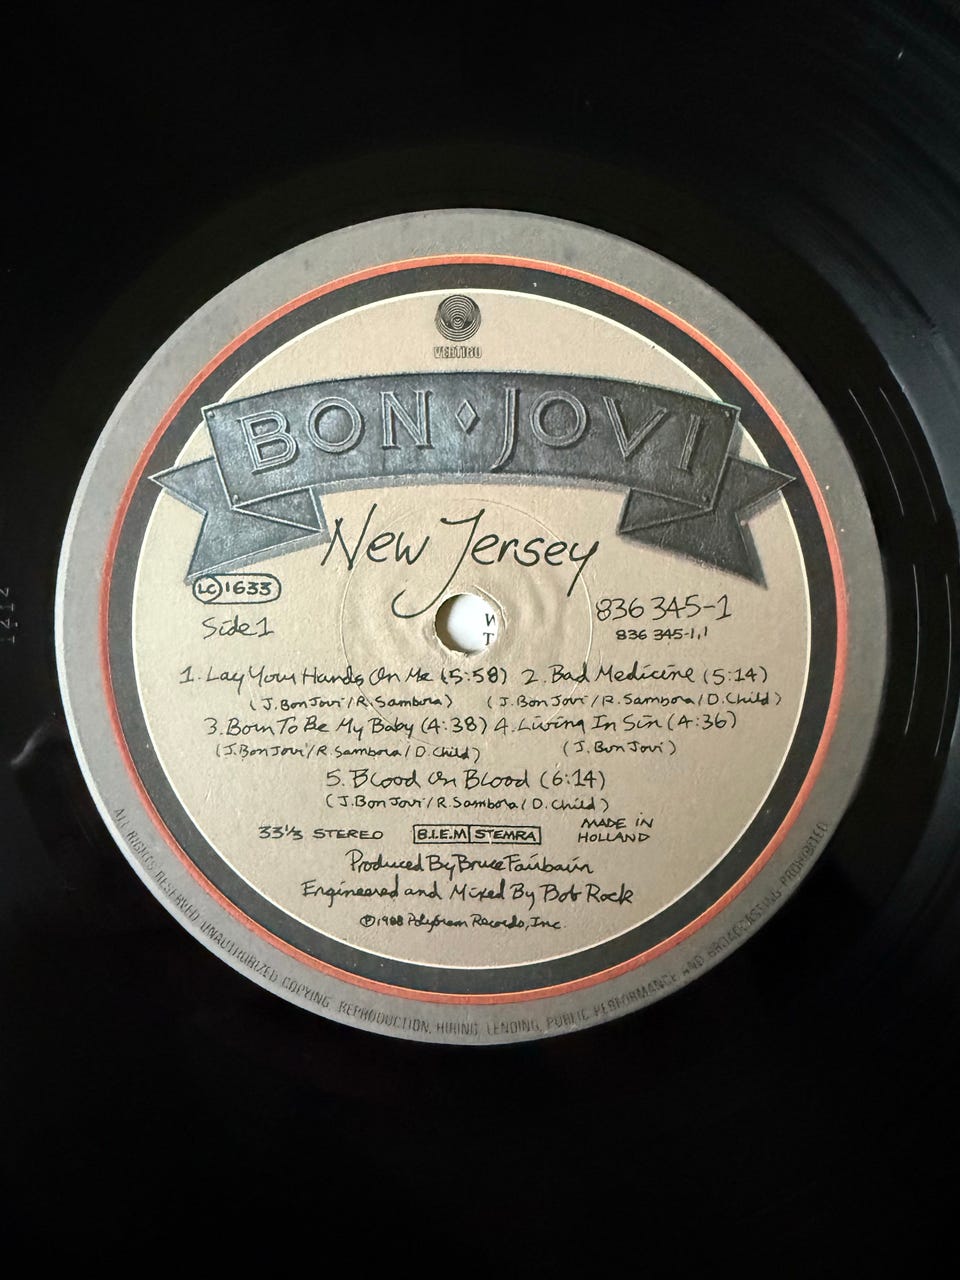 VERTIGO
BON JOVI
New Jersey
LC 1633
836 345-1
Side 1
836 345-1.1
1. Lay Your Hands On Me (5:58) 2. Bad Medicine (5:14)
(J. Bon Jovi/R. Sambora) (J. Bon Jovi/R. Sambora/D. Child)
3. Born To Be My Baby (4:38) 4. Living In Sin (4:36)
(J. Bon Jovi/R. Sambora/D. Child) (J. Bon Jovi)
5. Blood On Blood (6:14)
(J. Bon Jovi/R. Sambora/D. Child)
33⅓ STEREO B.I.E.M STEMRA MADE IN HOLLAND
Produced By Bruce Fairbairn
Engineered and Mixed By Bob Rock
℗1988 Polygram Records, Inc.
ALL RIGHTS RESERVED UNAUTHORIZED COPYING REPRODUCTION, HIRING LENDING, PUBLIC PERFORMANCE AND BROADCASTING PROHIBITED
W
T